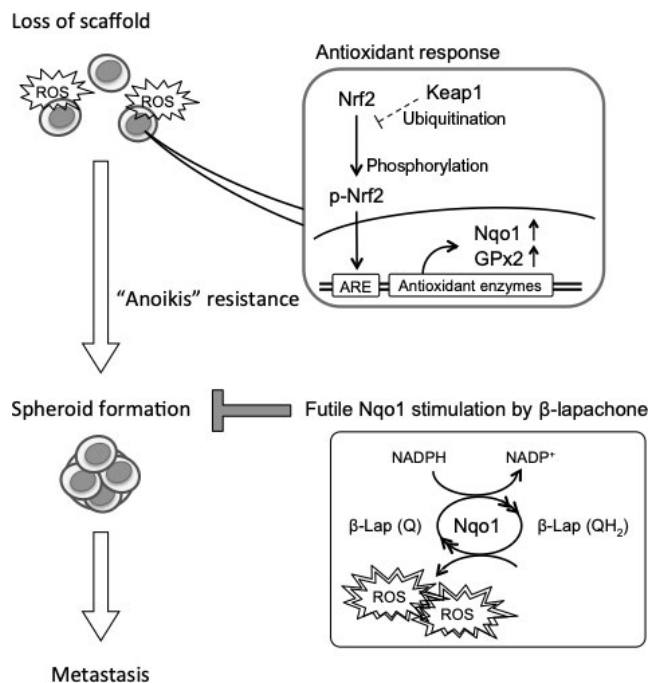 Loss of scaffold
ROS
ROS
Antioxidant response
Nrf2
Keap1
Ubiquitination
Phosphorylation
p-Nrf2
Nqo1 ↑
GPx2 ↑
ARE
Antioxidant enzymes
“Anoikis” resistance
Spheroid formation
Futile Nqo1 stimulation by β-lapachone
NADPH
NADP⁺
β-Lap (Q)
Nqo1
β-Lap (QH₂)
ROS
ROS
Metastasis